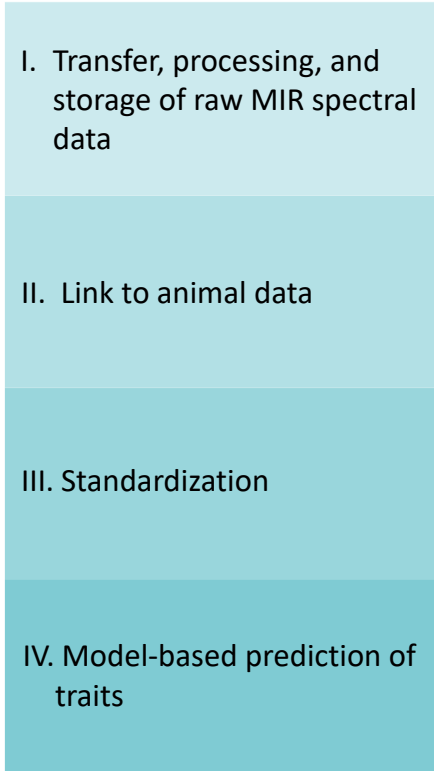 I. Transfer, processing, and
storage of raw MIR spectral
data
II. Link to animal data
III. Standardization
IV. Model-based prediction of
traits